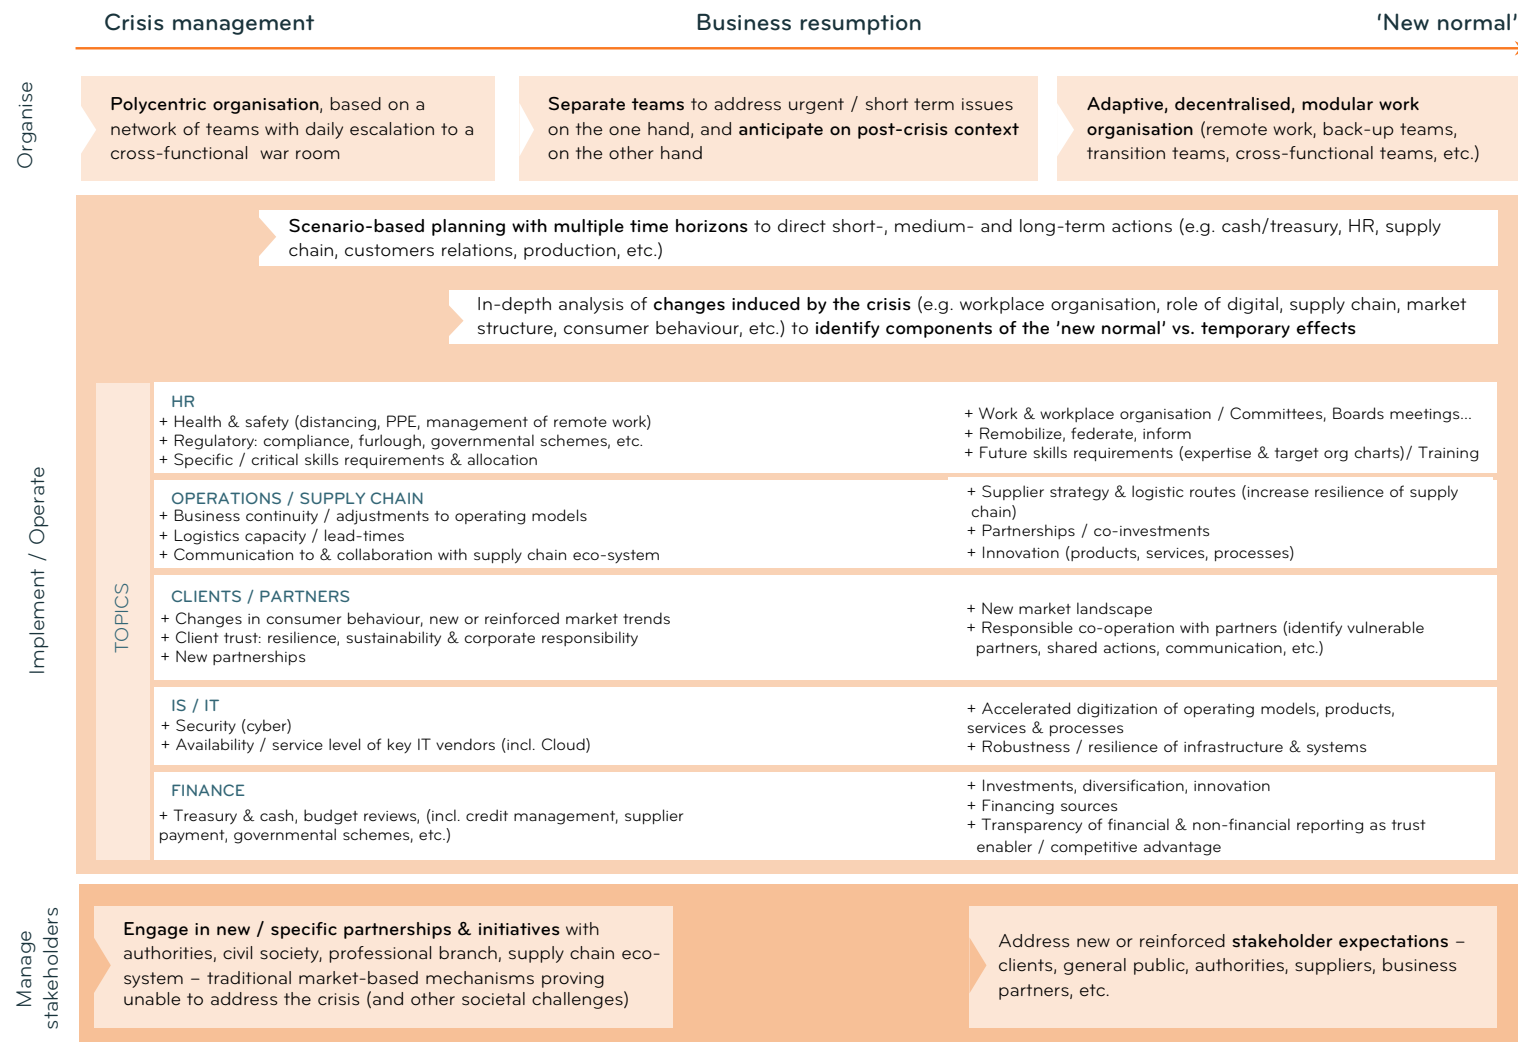 Crisis management
Business resumption
‘New normal’
Organise
Polycentric organisation, based on a
network of teams with daily escalation to a
cross-functional war room
Separate teams to address urgent / short term issues
on the one hand, and anticipate on post-crisis context
on the other hand
Adaptive, decentralised, modular work
organisation (remote work, back-up teams,
transition teams, cross-functional teams, etc.)
Implement / Operate
Scenario-based planning with multiple time horizons to direct short-, medium- and long-term actions (e.g. cash/treasury, HR, supply
chain, customers relations, production, etc.)
In-depth analysis of changes induced by the crisis (e.g. workplace organisation, role of digital, supply chain, market
structure, consumer behaviour, etc.) to identify components of the ‘new normal’ vs. temporary effects
TOPICS
HR
+ Health & safety (distancing, PPE, management of remote work)
+ Regulatory: compliance, furlough, governmental schemes, etc.
+ Specific / critical skills requirements & allocation
+ Work & workplace organisation / Committees, Boards meetings...
+ Remobilize, federate, inform
+ Future skills requirements (expertise & target org charts)/ Training
OPERATIONS / SUPPLY CHAIN
+ Business continuity / adjustments to operating models
+ Logistics capacity / lead-times
+ Communication to & collaboration with supply chain eco-system
+ Supplier strategy & logistic routes (increase resilience of supply
chain)
+ Partnerships / co-investments
+ Innovation (products, services, processes)
CLIENTS / PARTNERS
+ Changes in consumer behaviour, new or reinforced market trends
+ Client trust: resilience, sustainability & corporate responsibility
+ New partnerships
+ New market landscape
+ Responsible co-operation with partners (identify vulnerable
partners, shared actions, communication, etc.)
IS / IT
+ Security (cyber)
+ Availability / service level of key IT vendors (incl. Cloud)
+ Accelerated digitization of operating models, products,
services & processes
+ Robustness / resilience of infrastructure & systems
FINANCE
+ Treasury & cash, budget reviews, (incl. credit management, supplier
payment, governmental schemes, etc.)
+ Investments, diversification, innovation
+ Financing sources
+ Transparency of financial & non-financial reporting as trust
enabler / competitive advantage
Manage
stakeholders
Engage in new / specific partnerships & initiatives with
authorities, civil society, professional branch, supply chain eco-
system – traditional market-based mechanisms proving
unable to address the crisis (and other societal challenges)
Address new or reinforced stakeholder expectations –
clients, general public, authorities, suppliers, business
partners, etc.